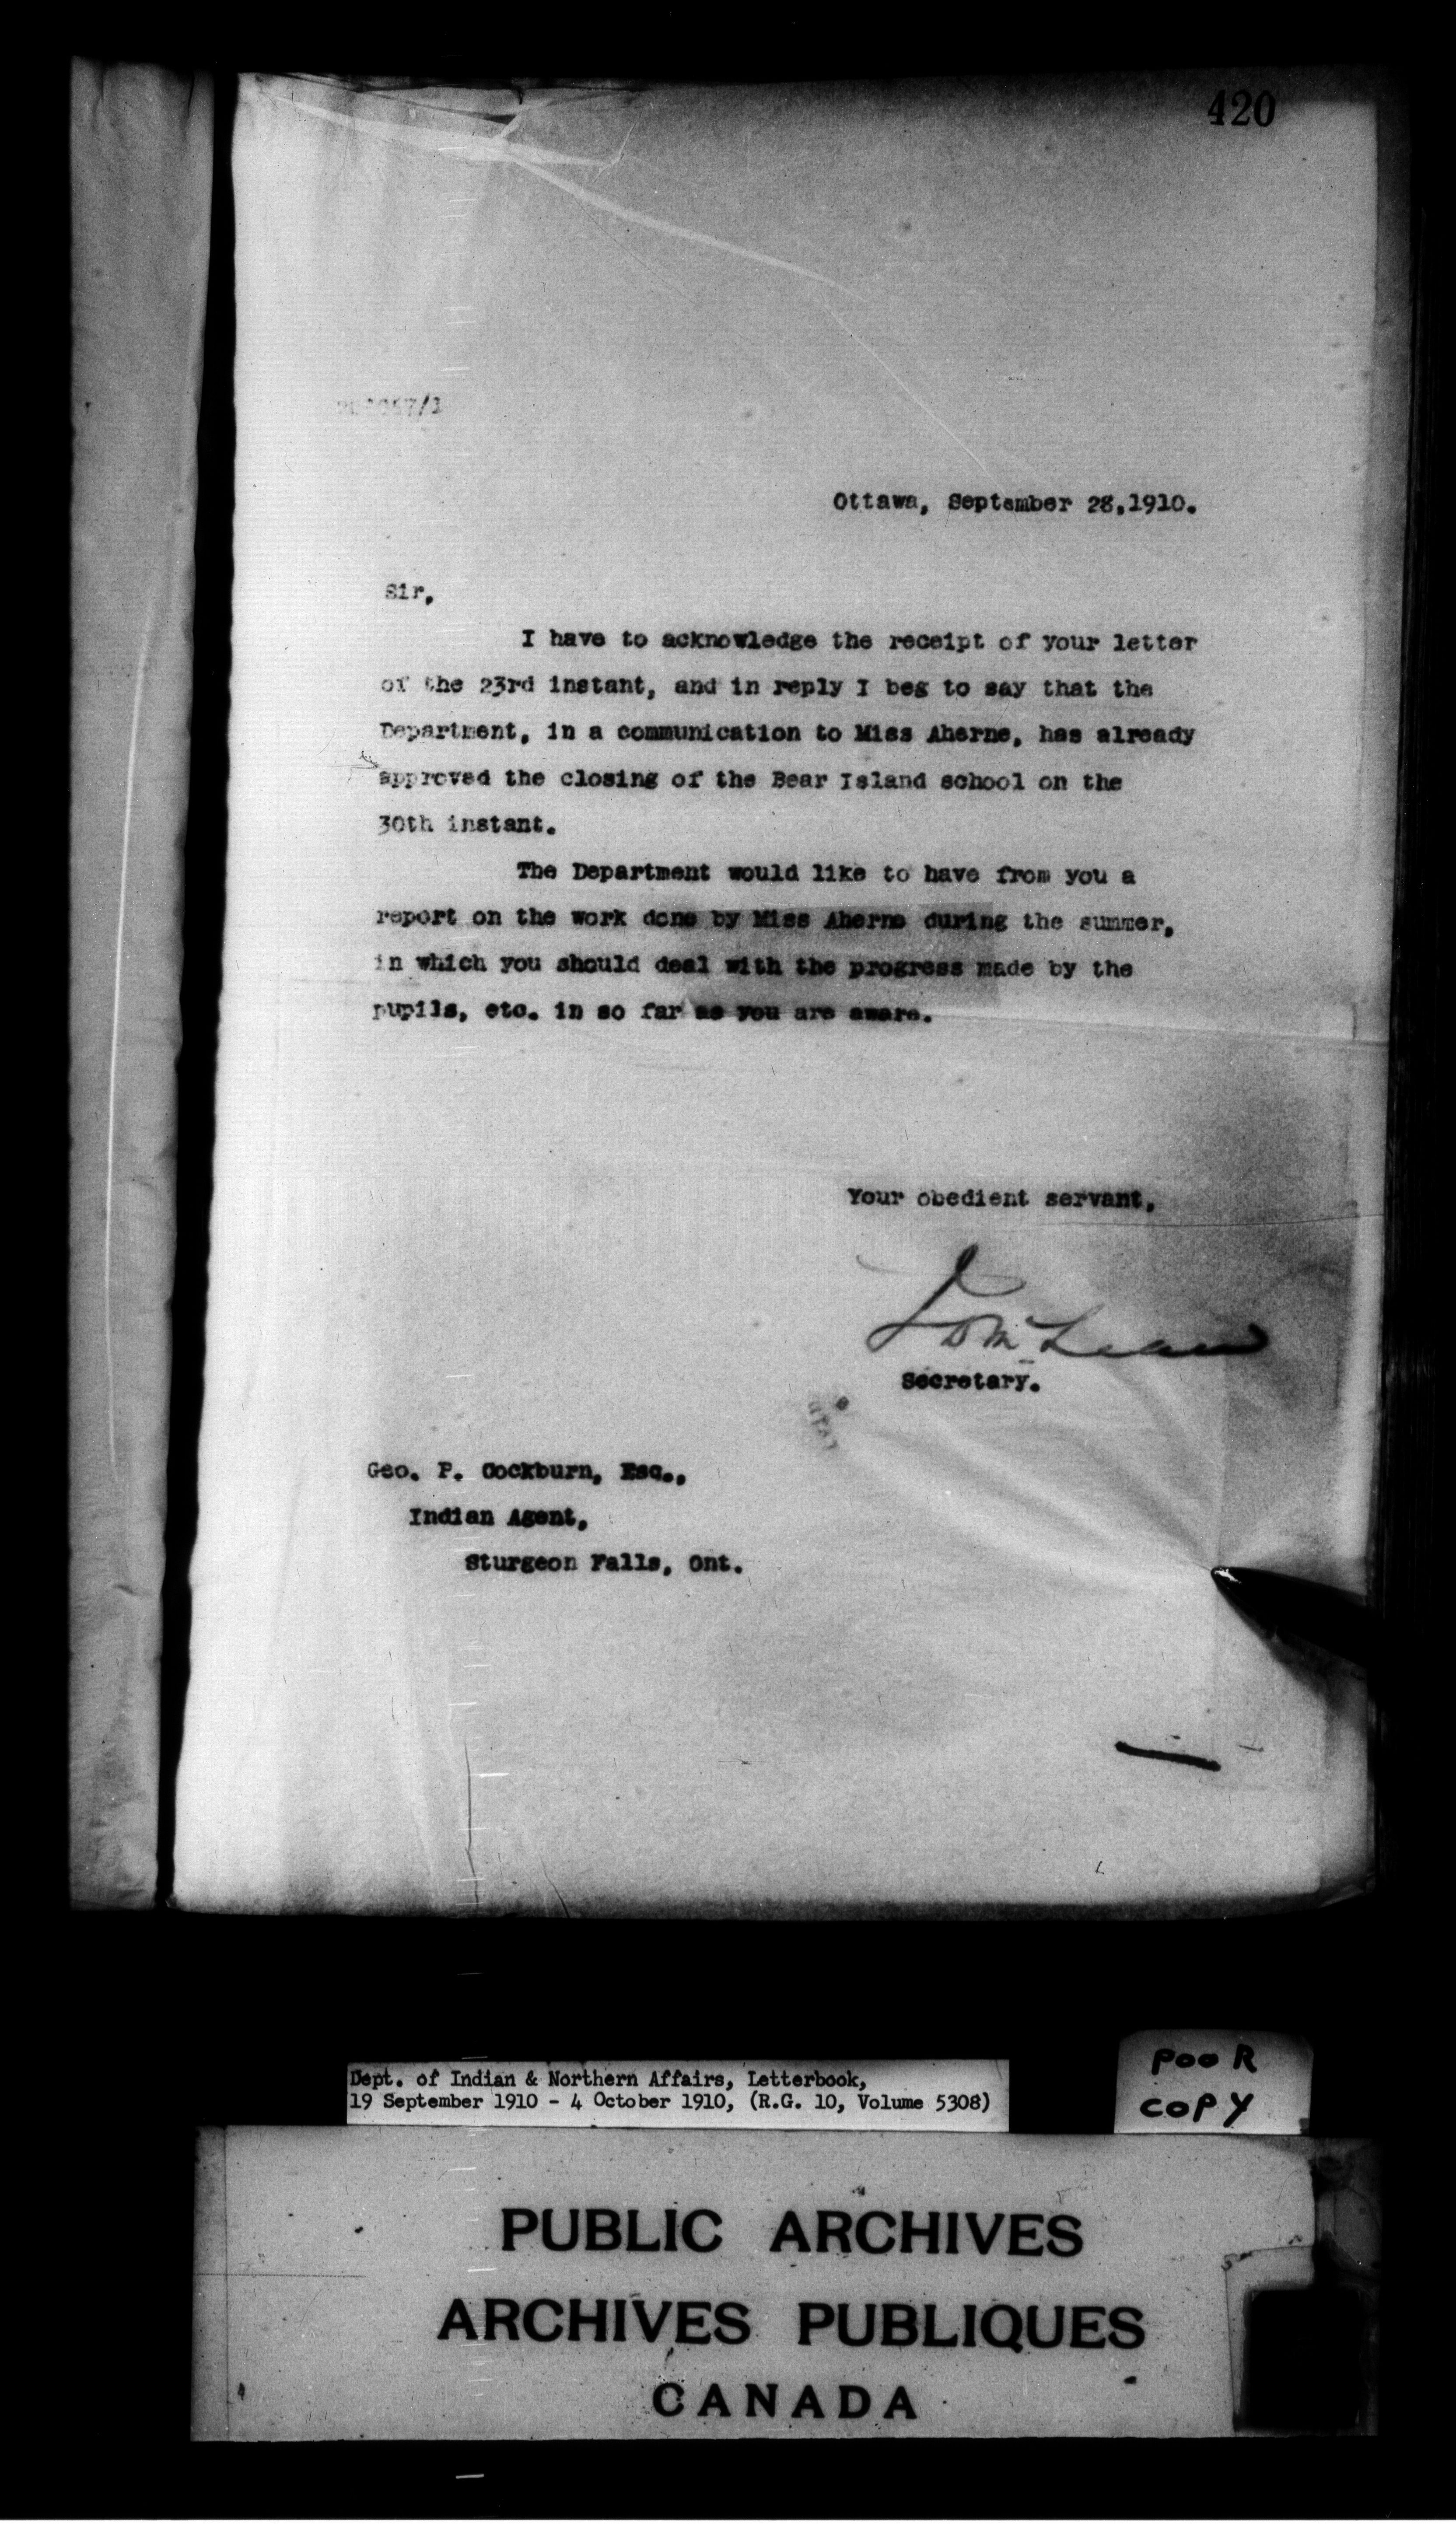 420
Ottawa, September 28,1910.
Sir,
I have to acknowledge the receipt of your letter
of the 23rd instant, and in reply I beg to say that the
Department, in a communication to Miss Aherne, has already
approved the closing of the Bear Island school on the
30th instant.
The Department would like to have from you a
report on the work done by Miss Aherne during the summer,
in which you should deal with the progress made by the
pupils, etc. in so far as you are aware.
Your obedient servant,
J D McLean
Secretary.
Geo. P. Cockburn, Esq.,
Indian Agent,
Sturgeon Falls, Ont.
Dept. of Indian & Northern Affairs, Letterbook,
19 September 1910 - 4 October 1910, (R.G. 10, Volume 5308)
POOR
COPY
PUBLIC ARCHIVES
ARCHIVES PUBLIQUES
CANADA